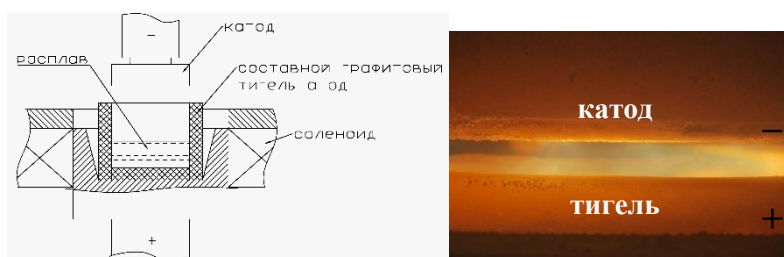 −
катод
расплав
составной графитовый
тигель а од
соленоид
+
катод
−
тигель
+